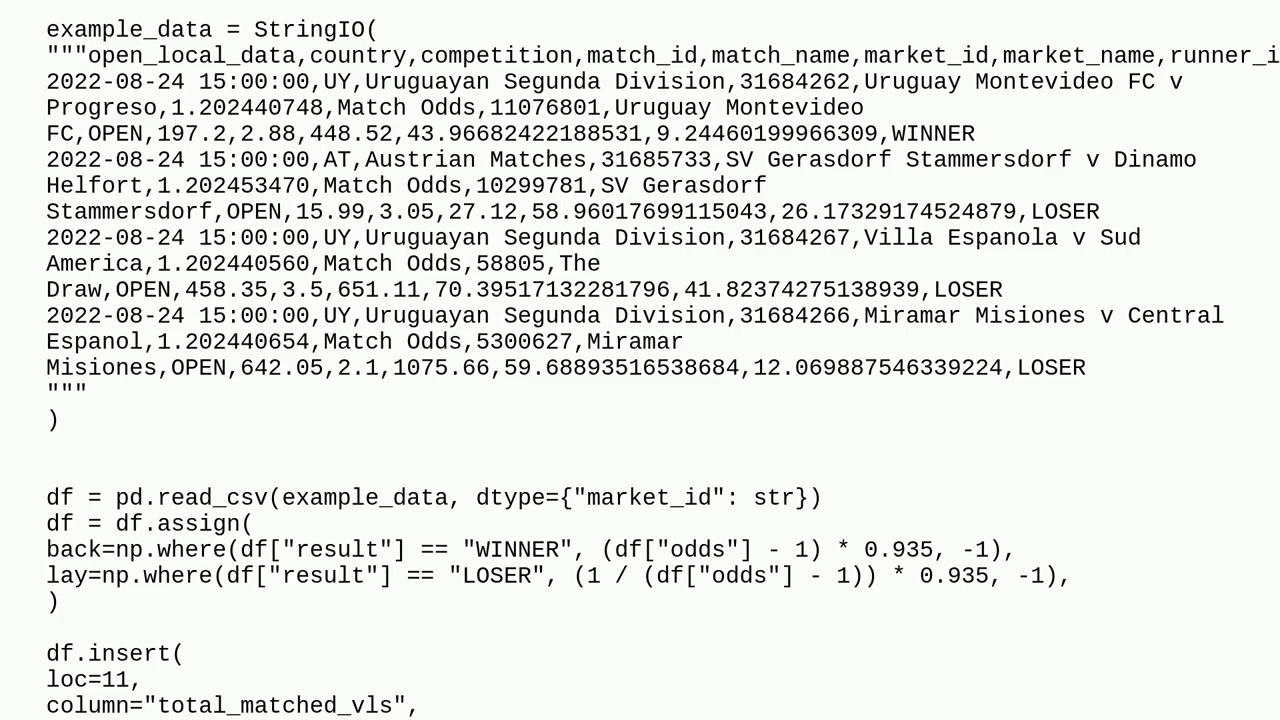 example_data = StringIO(
"""open_local_data,country,competition,match_id,match_name,market_id,market_name,runner_i
2022-08-24 15:00:00,UY,Uruguayan Segunda Division,31684262,Uruguay Montevideo FC v
Progreso,1.202440748,Match Odds,11076801,Uruguay Montevideo
FC,OPEN,197.2,2.88,448.52,43.96682422188531,9.24460199966309,WINNER
2022-08-24 15:00:00,AT,Austrian Matches,31685733,SV Gerasdorf Stammersdorf v Dinamo
Helfort,1.202453470,Match Odds,10299781,SV Gerasdorf
Stammersdorf,OPEN,15.99,3.05,27.12,58.96017699115043,26.17329174524879,LOSER
2022-08-24 15:00:00,UY,Uruguayan Segunda Division,31684267,Villa Espanola v Sud
America,1.202440560,Match Odds,58805,The
Draw,OPEN,458.35,3.5,651.11,70.39517132281796,41.82374275138939,LOSER
2022-08-24 15:00:00,UY,Uruguayan Segunda Division,31684266,Miramar Misiones v Central
Espanol,1.202440654,Match Odds,5300627,Miramar
Misiones,OPEN,642.05,2.1,1075.66,59.68893516538684,12.069887546339224,LOSER
"""
)
df = pd.read_csv(example_data, dtype={"market_id": str})
df = df.assign(
back=np.where(df["result"] == "WINNER", (df["odds"] - 1) * 0.935, -1),
lay=np.where(df["result"] == "LOSER", (1 / (df["odds"] - 1)) * 0.935, -1),
)
df.insert(
loc=11,
column="total_matched_vls",